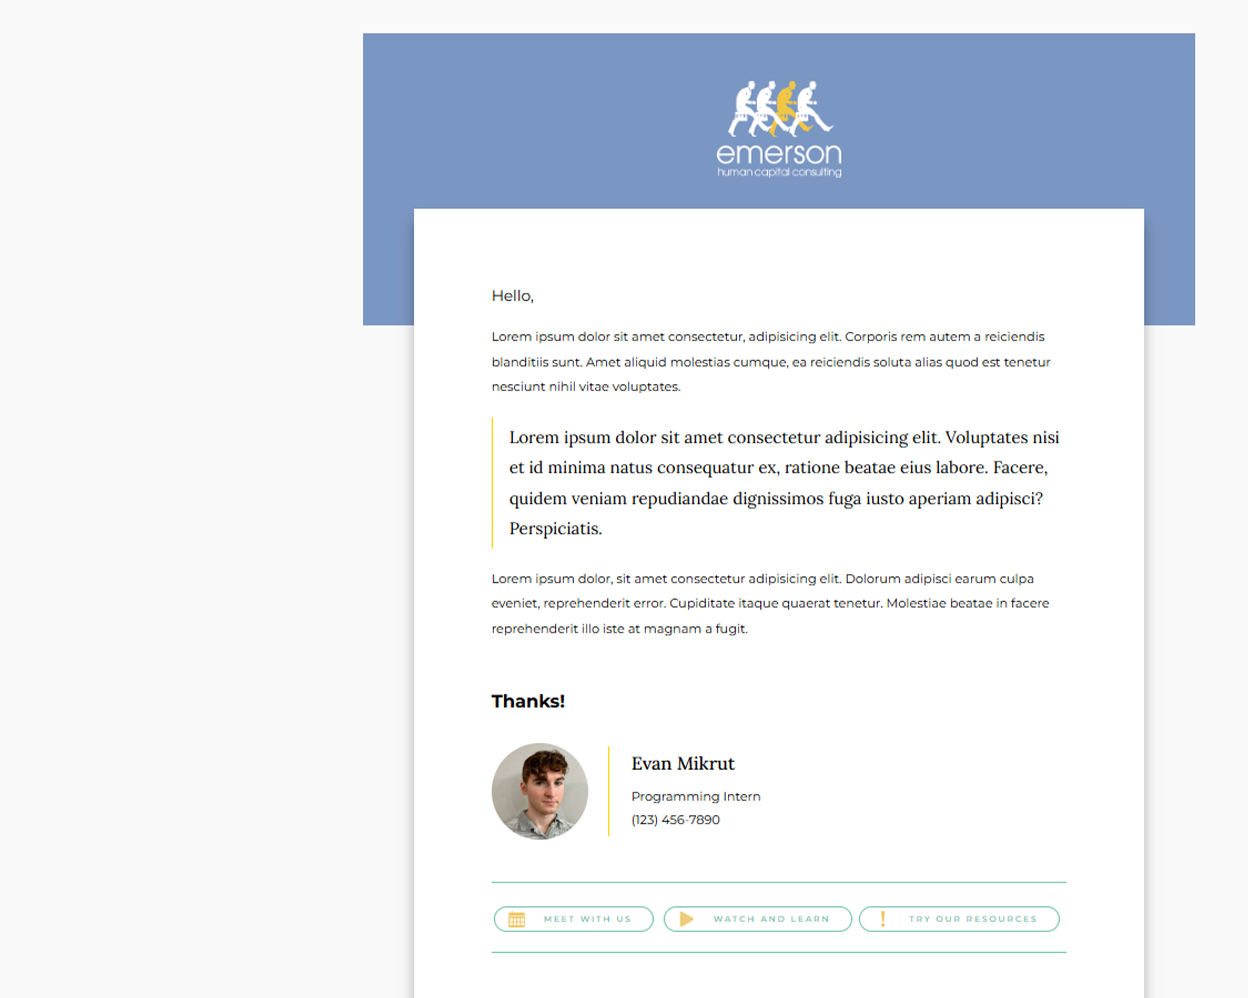 emerson
human capital consulting
Hello,
Lorem ipsum dolor sit amet consectetur, adipisicing elit. Corporis rem autem a reiciendis
blanditiis sunt. Amet aliquid molestias cumque, ea reiciendis soluta alias quod est tenetur
nesciunt nihil vitae voluptates.
Lorem ipsum dolor sit amet consectetur adipisicing elit. Voluptates nisi
et id minima natus consequatur ex, ratione beatae eius labore. Facere,
quidem veniam repudiandae dignissimos fuga iusto aperiam adipisci?
Perspiciatis.
Lorem ipsum dolor, sit amet consectetur adipisicing elit. Dolorum adipisci earum culpa
eveniet, reprehenderit error. Cupiditate itaque quaerat tenetur. Molestiae beatae in facere
reprehenderit illo iste at magnam a fugit.
Thanks!
Evan Mikrut
Programming Intern
(123) 456-7890
MEET WITH US
WATCH AND LEARN
TRY OUR RESOURCES